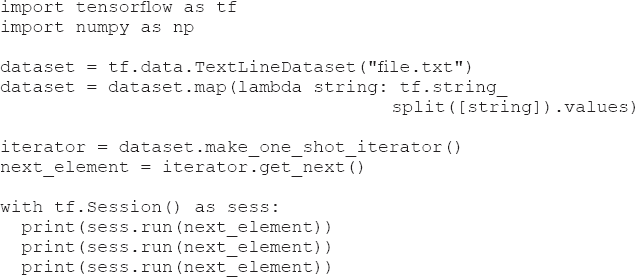 import tensorflow as tf
import numpy as np
dataset = tf.data.TextLineDataset("file.txt")
dataset = dataset.map(lambda string: tf.string_
split([string]).values)
iterator = dataset.make_one_shot_iterator()
next_element = iterator.get_next()
with tf.Session() as sess:
print(sess.run(next_element))
print(sess.run(next_element))
print(sess.run(next_element))